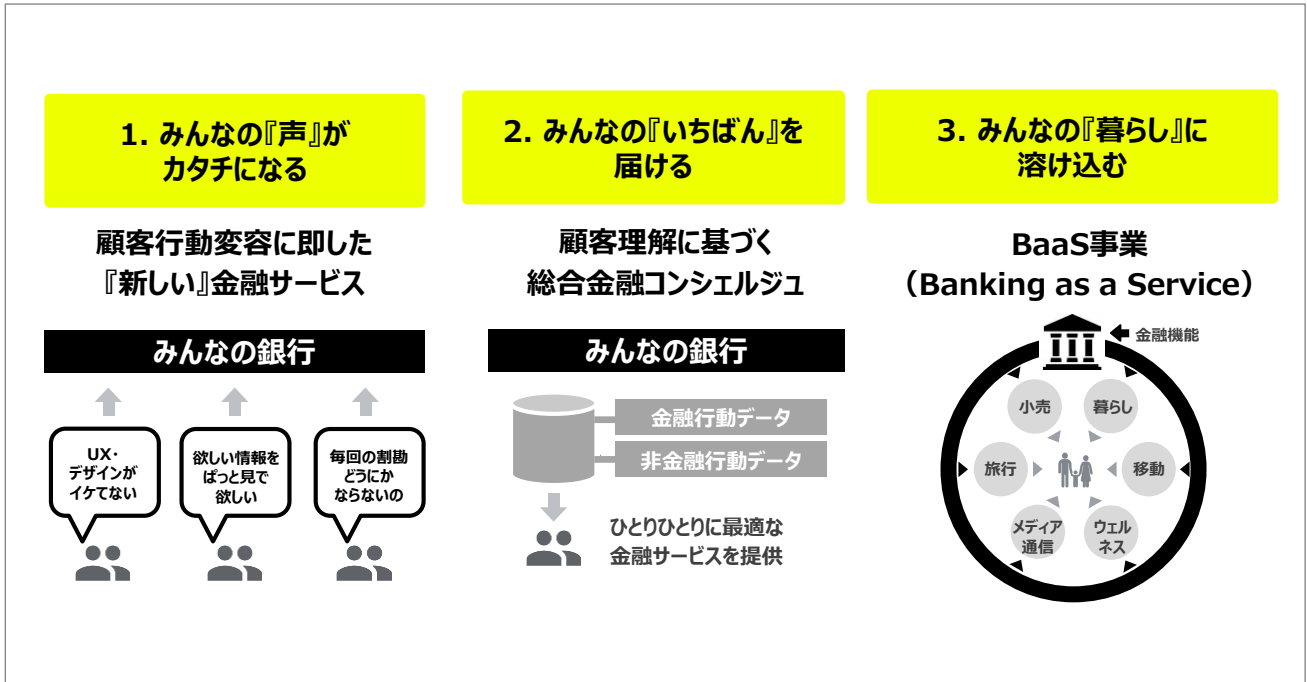 1. みんなの『声』が
カタチになる
顧客行動変容に即した
『新しい』金融サービス
みんなの銀行
UX・
デザインが
イケてない
欲しい情報を
ぱっと見で
欲しい
毎回の割勘
どうにか
ならないの
2. みんなの『いちばん』を
届ける
顧客理解に基づく
総合金融コンシェルジュ
みんなの銀行
金融行動データ
非金融行動データ
ひとりひとりに最適な
金融サービスを提供
3. みんなの『暮らし』に
溶け込む
BaaS事業
（Banking as a Service）
金融機能
小売
暮らし
旅行
移動
メディア
通信
ウェル
ネス